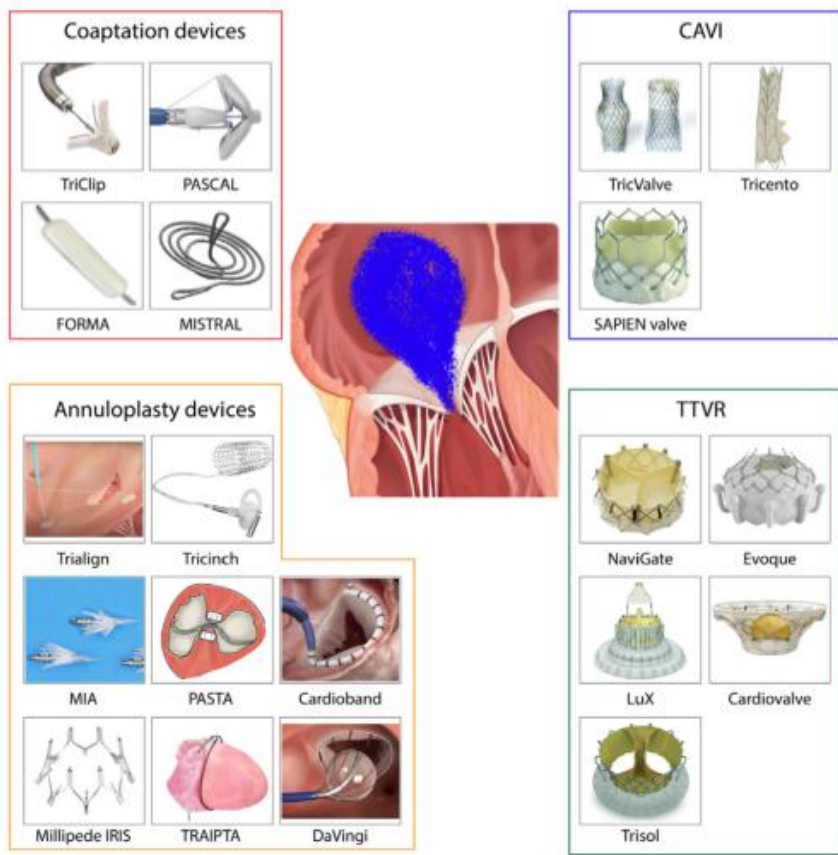 Coaptation devices
TriClip
PASCAL
FORMA
MISTRAL
CAVI
TricValve
Tricento
SAPIEN valve
Annuloplasty devices
Trialign
Tricinch
MIA
PASTA
Cardioband
Millipede IRIS
TRAIPTA
DaVingi
TTVR
NaviGate
Evoque
LuX
Cardiovalve
Trisol